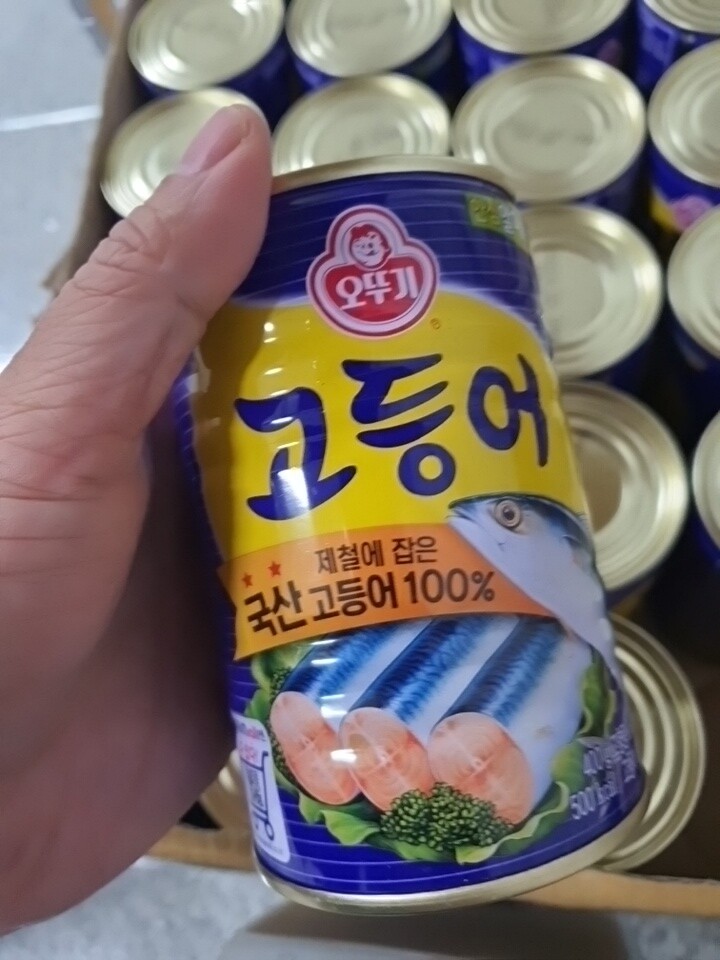 오뚜기
고등어
제철에 잡은
국산 고등어 100%